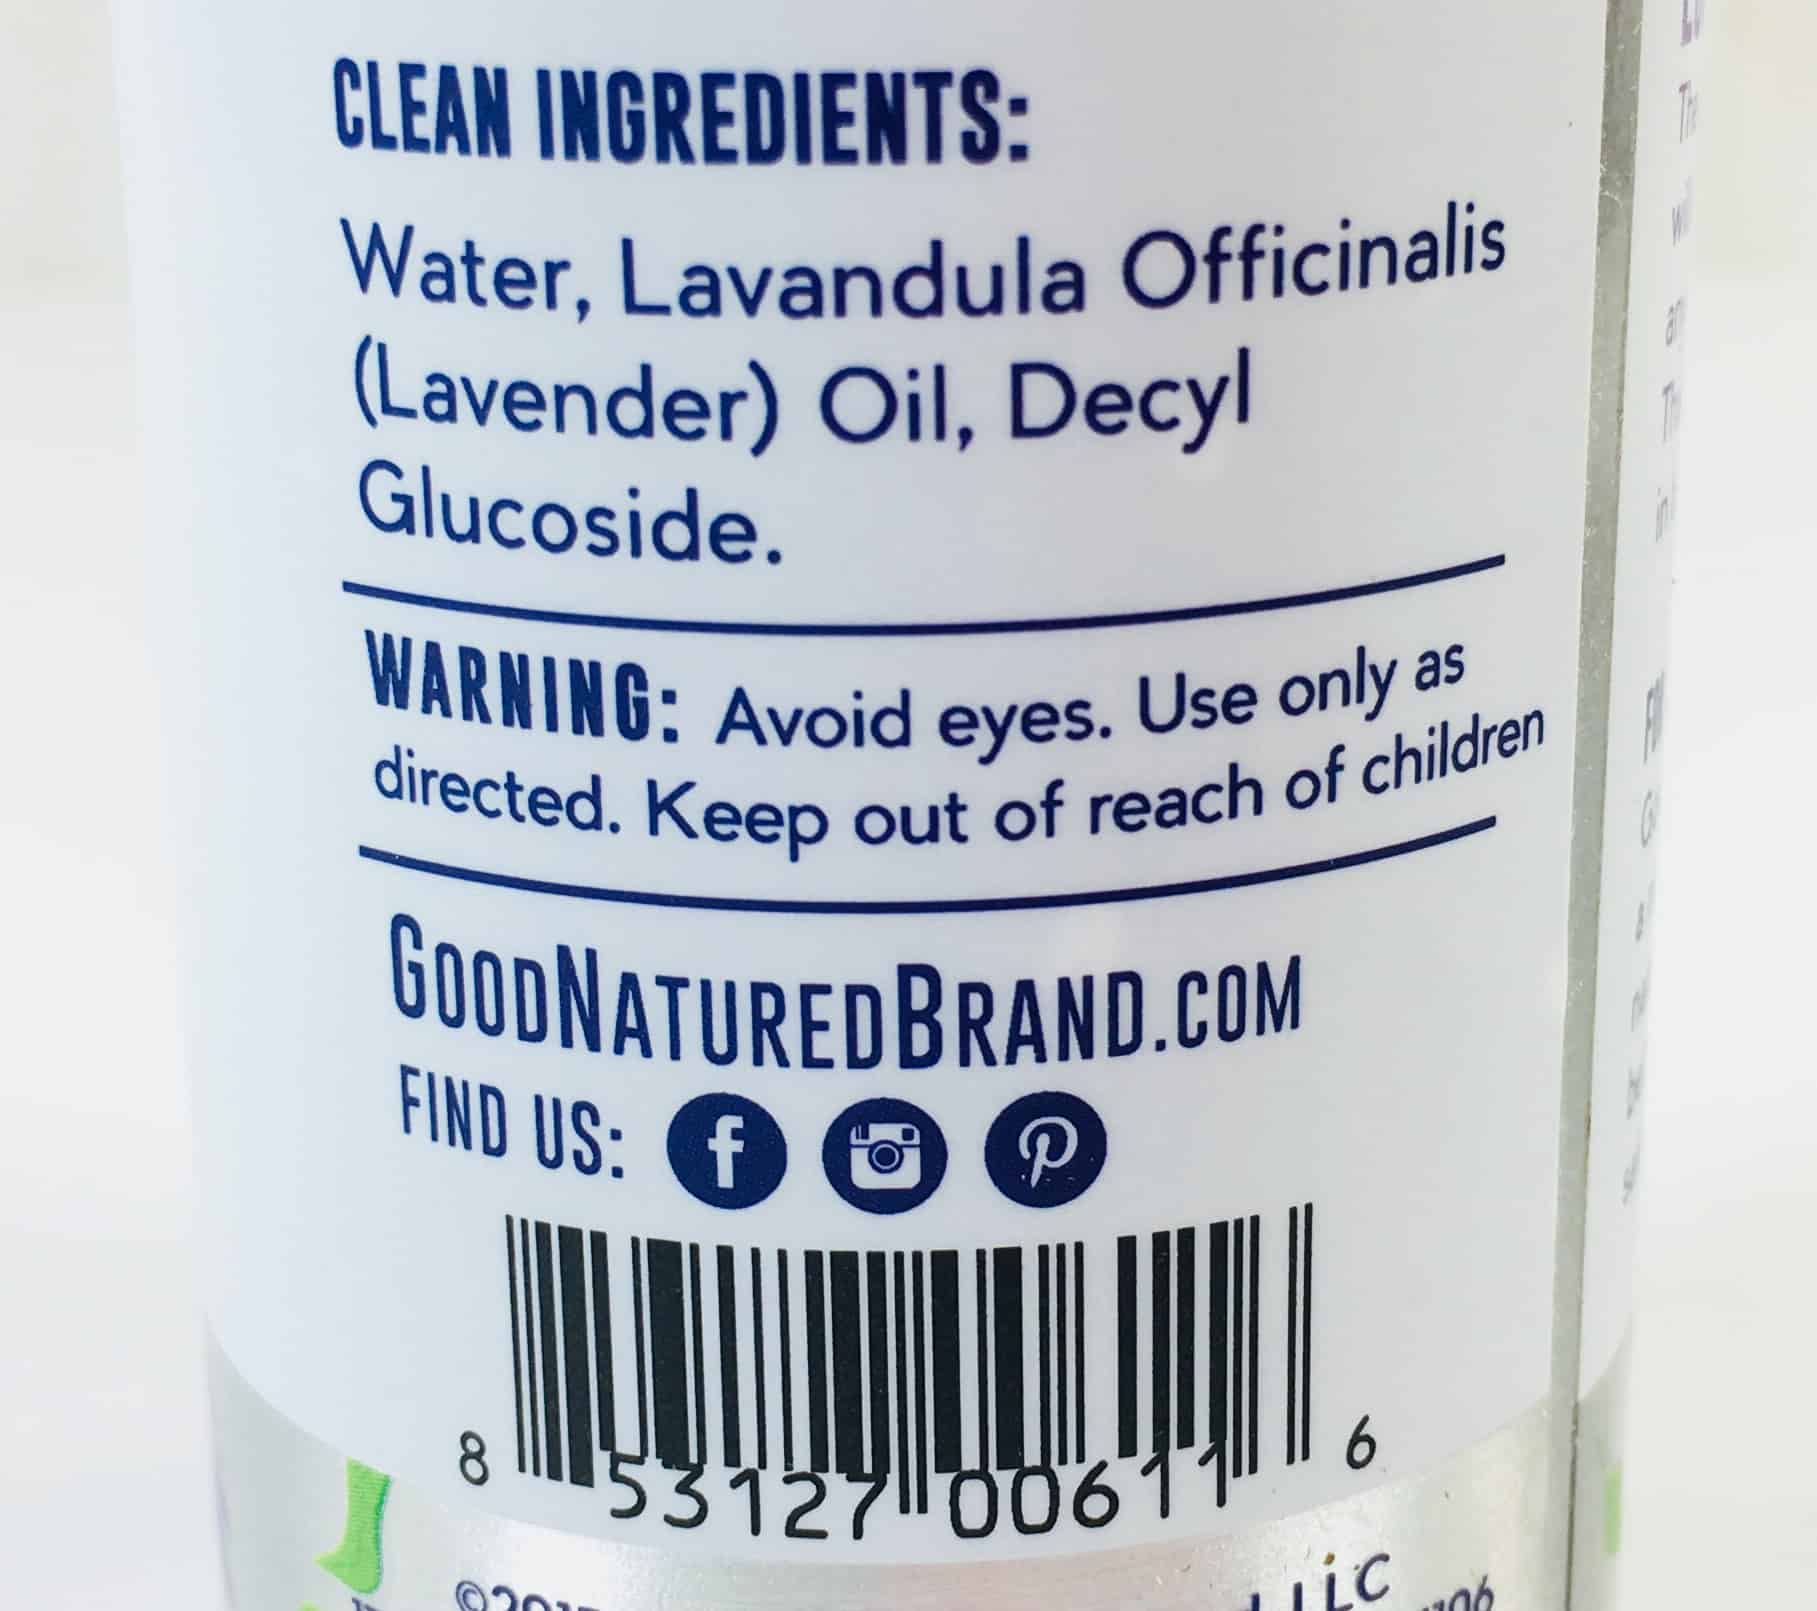 CLEAN INGREDIENTS:
Water, Lavandula Officinalis
(Lavender) Oil, Decyl
Glucoside.
WARNING: Avoid eyes. Use only as
directed. Keep out of reach of children
GOODNATUREDBRAND.COM
FIND US:
8 53127 00611 6
LLC